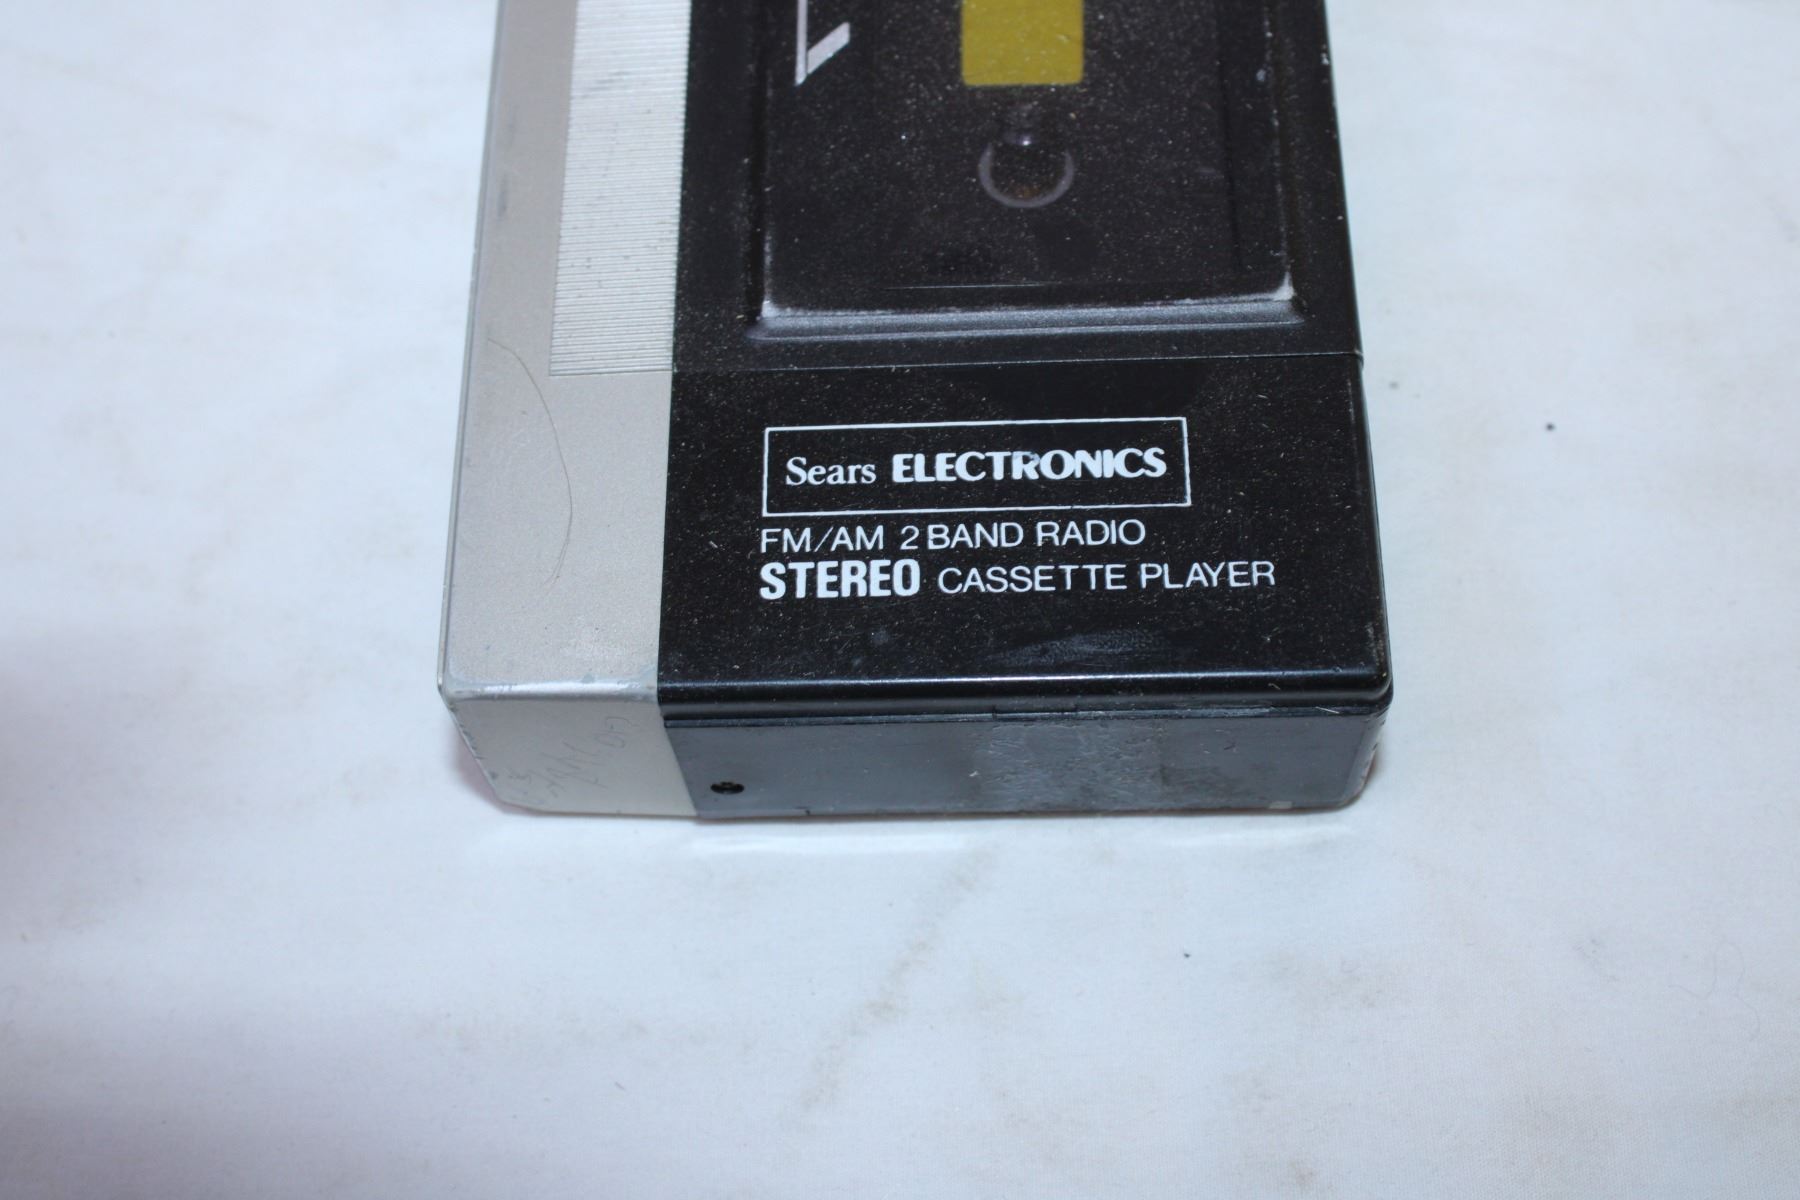 Sears ELECTRONICS
FM/AM 2 BAND RADIO
STEREO CASSETTE PLAYER